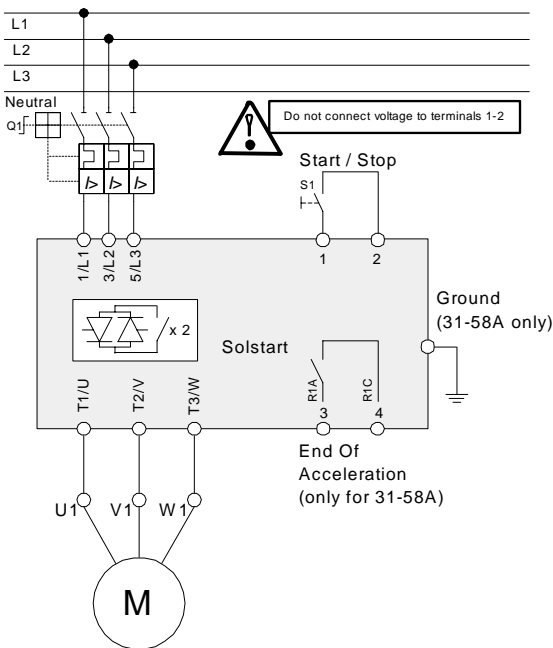 L1
L2
L3
Neutral
Q1
Do not connect voltage to terminals 1-2
Start / Stop
S1
I> I> I>
1/L1 3/L2 5/L3
1 2
x 2
Solstart
Ground
(31-58A only)
T1/U T2/V T3/W
R1A R1C
3 4
End Of
Acceleration
(only for 31-58A)
U1 V1 W1
M